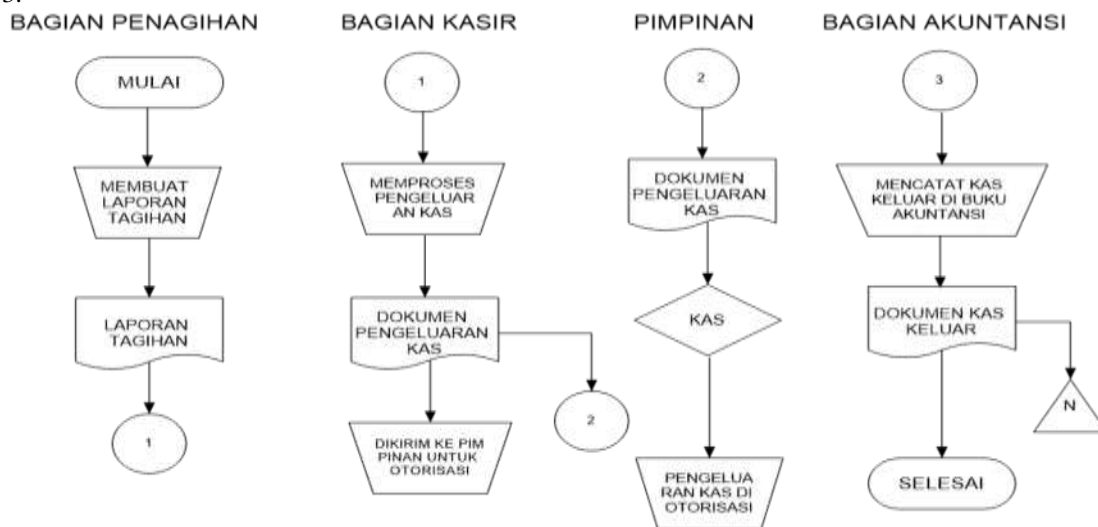 3.
BAGIAN PENAGIHAN
BAGIAN KASIR
PIMPINAN
BAGIAN AKUNTANSI
MULAI
MEMBUAT
LAPORAN
TAGIHAN
LAPORAN
TAGIHAN
1
1
MEMPROSES
PENGELUAR
AN KAS
DOKUMEN
PENGELUARAN
KAS
2
DIKIRIM KE PIM
PINAN UNTUK
OTORISASI
2
DOKUMEN
PENGELUARAN
KAS
KAS
PENGELUA
RAN KAS DI
OTORISASI
3
MENCATAT KAS
KELUAR DI BUKU
AKUNTANSI
DOKUMEN KAS
KELUAR
N
SELESAI